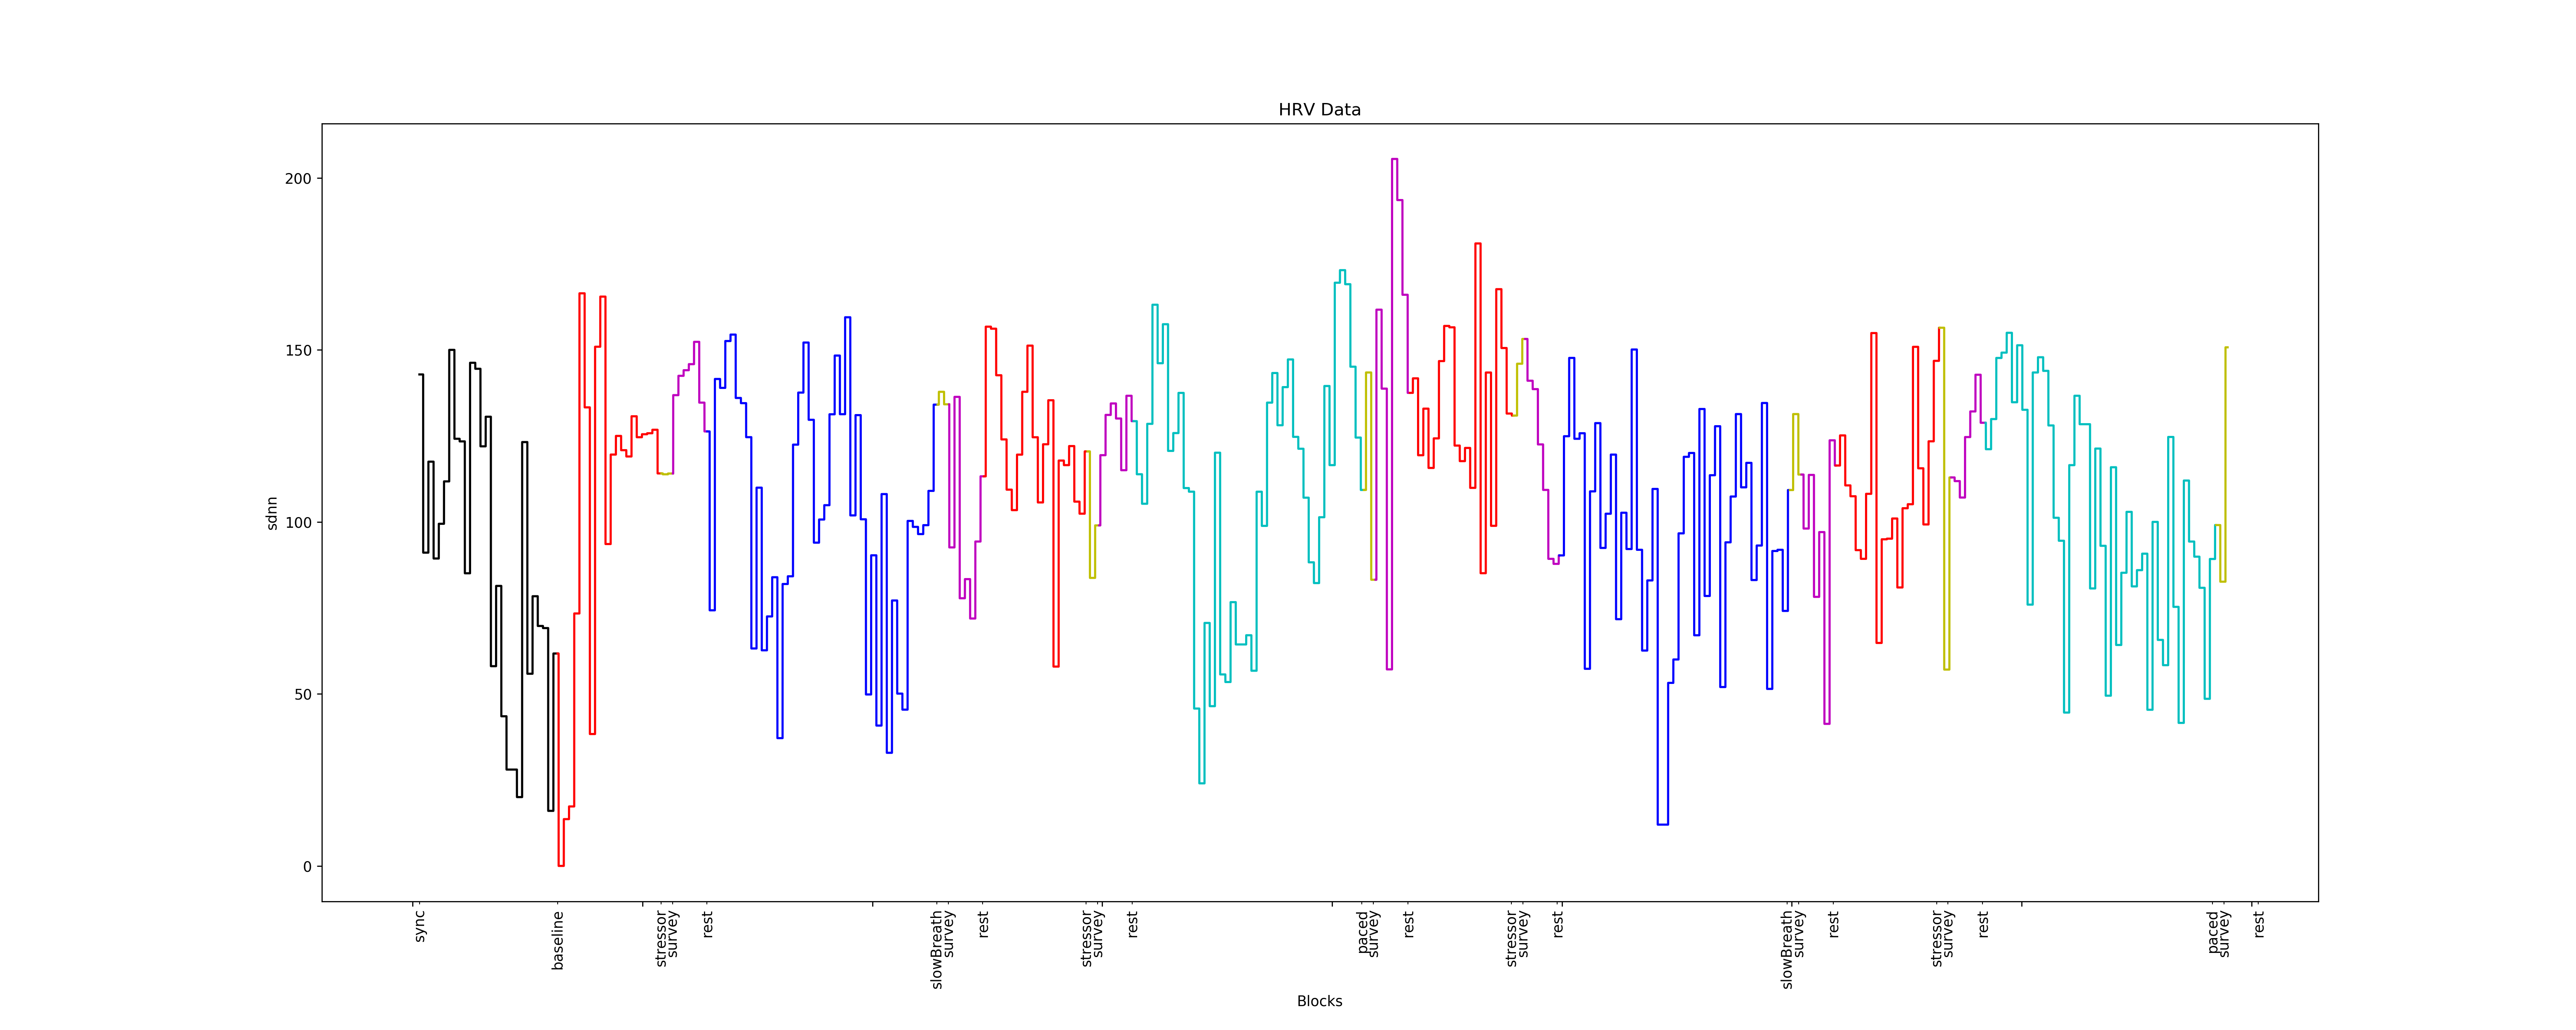 HRV Data
200
150
100
50
0
sdnn
sync
baseline
stressor
survey
rest
slowBreath
survey
rest
stressor
survey
rest
paced
survey
rest
stressor
survey
rest
slowBreath
survey
rest
stressor
survey
rest
paced
survey
rest
Blocks